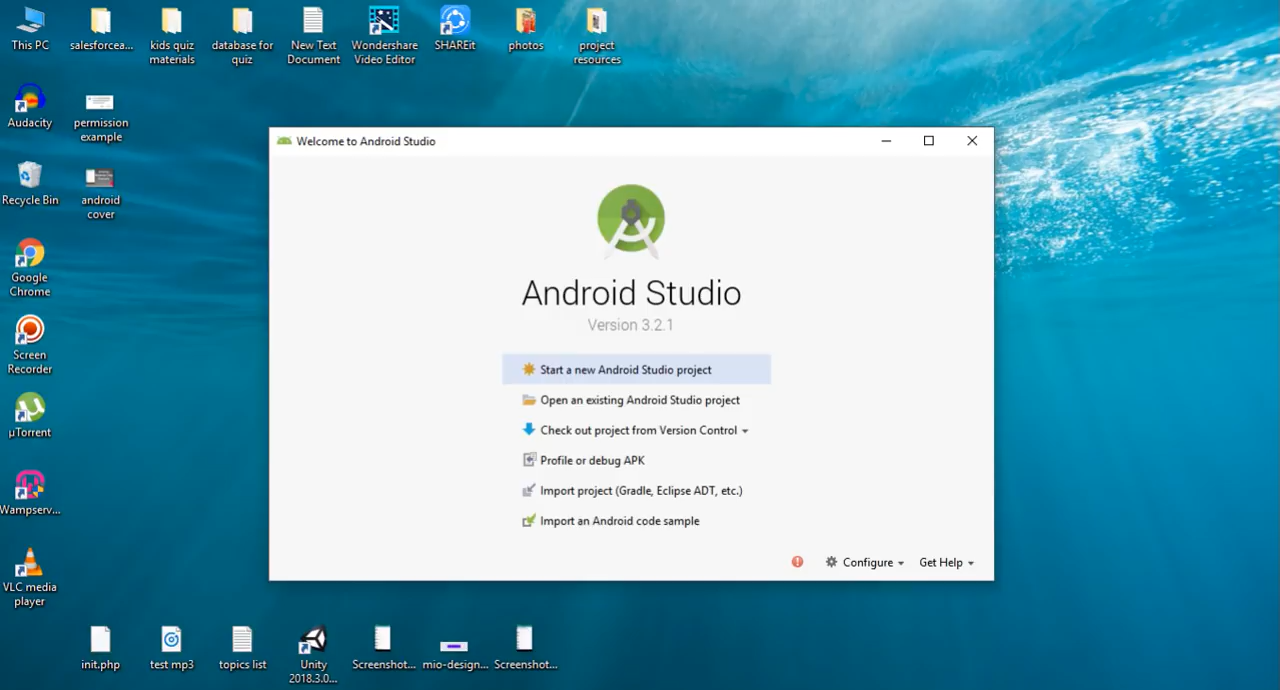 This PC
salesforcea...
kids quiz
materials
database for
quiz
New Text
Document
Wondershare
Video Editor
SHAREit
photos
project
resources
Audacity
permission
example
Recycle Bin
android
cover
Google
Chrome
Screen
Recorder
µTorrent
Wampserv...
VLC media
player
Welcome to Android Studio
Android Studio
Version 3.2.1
Start a new Android Studio project
Open an existing Android Studio project
Check out project from Version Control
Profile or debug APK
Import project (Gradle, Eclipse ADT, etc.)
Import an Android code sample
Configure
Get Help
init.php
test mp3
topics list
Unity
2018.3.0...
Screenshot...
mio-design...
Screenshot...